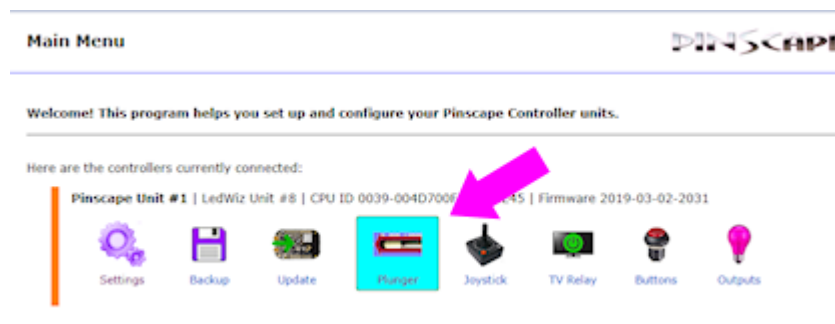 Main Menu
PINSCAPE
Welcome! This program helps you set up and configure your Pinscape Controller units.
Here are the controllers currently connected:
Pinscape Unit #1 | LedWiz Unit #8 | CPU ID | Firmware 2019-03-02-2031
Settings Backup Update Plunger Joystick TV Relay Buttons Outputs